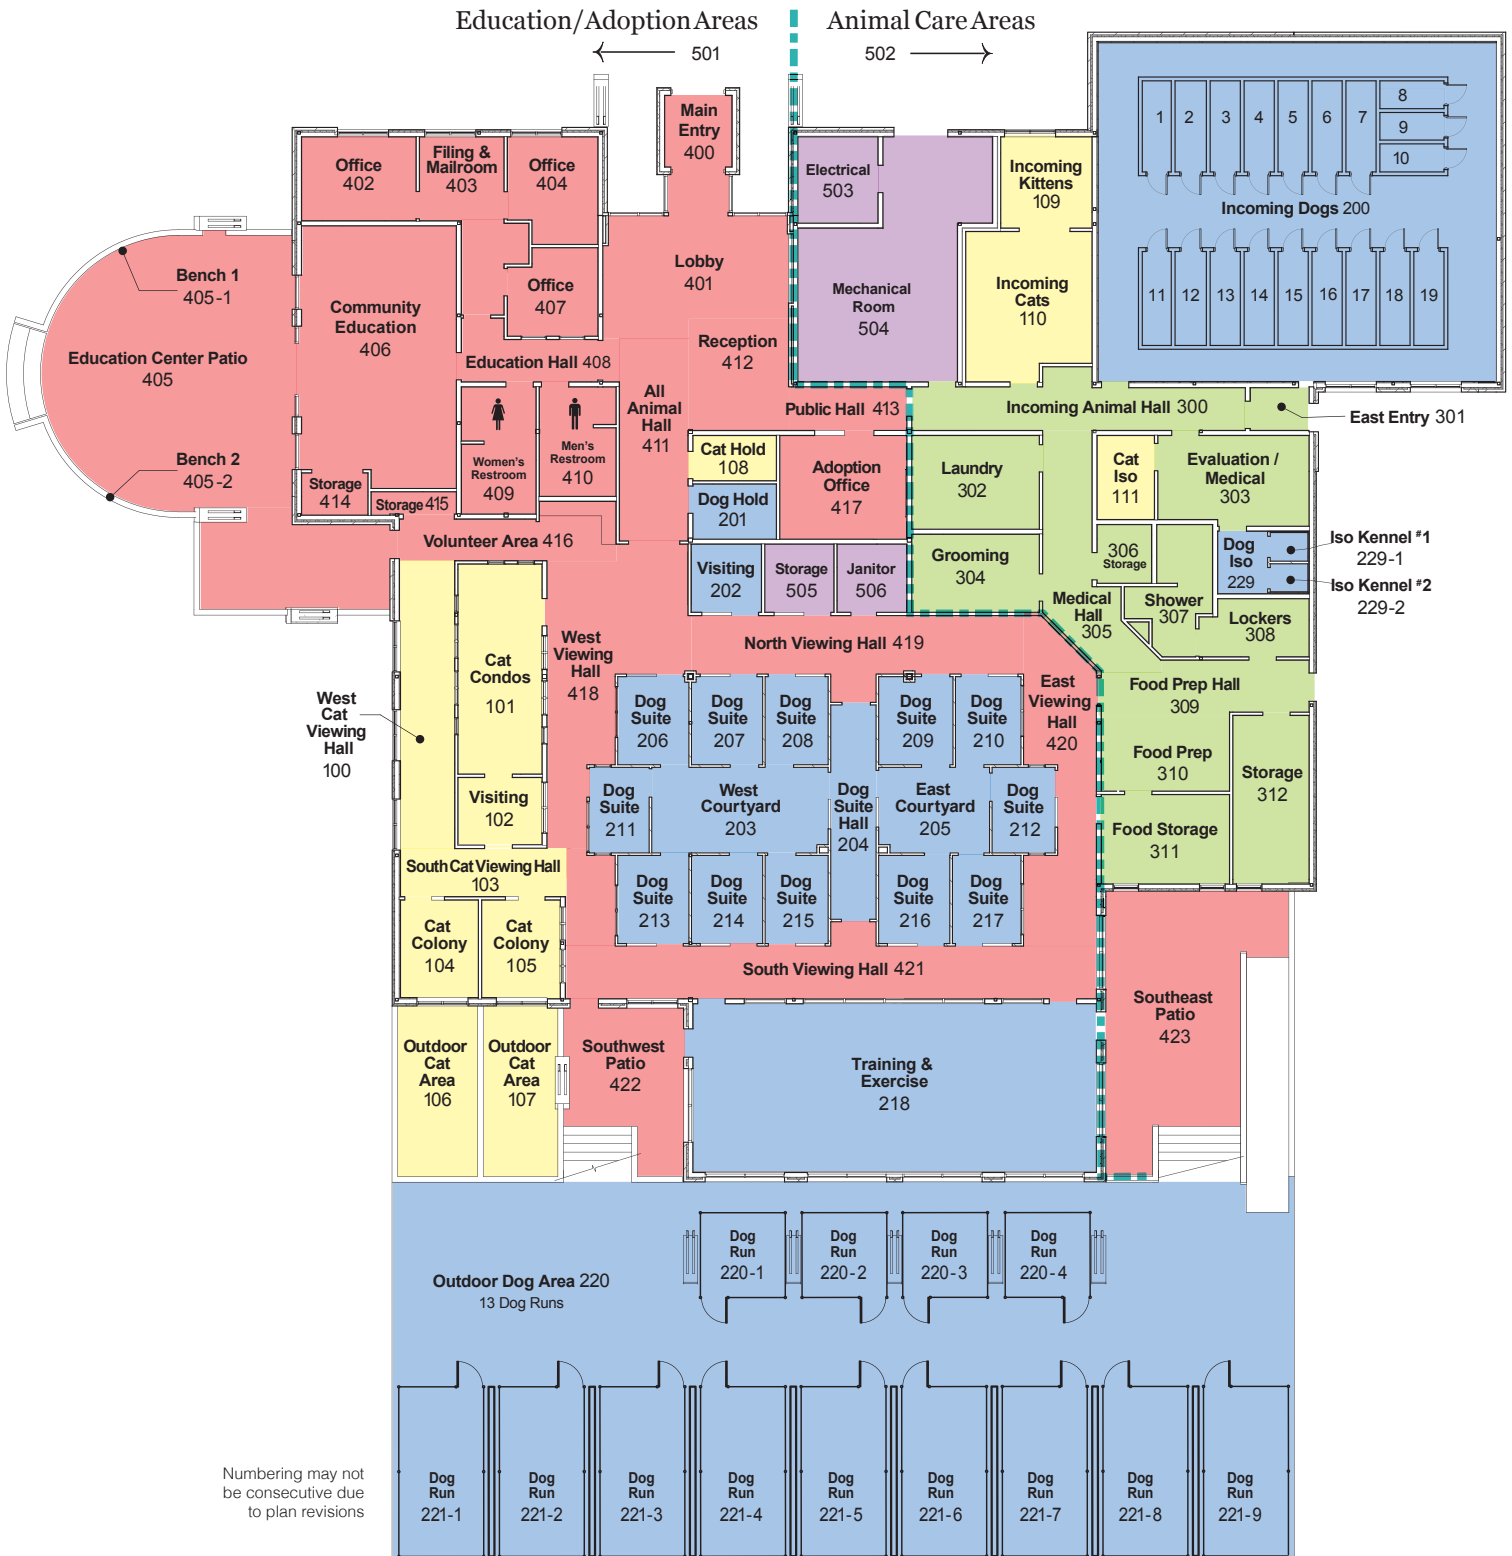 Education/Adoption Areas
501
Animal Care Areas
502
Main
Entry
400
Office
402
Filing &
Mailroom
403
Office
404
Electrical
503
Incoming
Kittens
109
1
2
3
4
5
6
7
8
9
10
Incoming Dogs 200
11
12
13
14
15
16
17
18
19
Bench 1
405-1
Education Center Patio
405
Bench 2
405-2
Community
Education
406
Office
407
Lobby
401
Mechanical
Room
504
Incoming
Cats
110
Education Hall 408
Reception
412
All
Animal
Hall
411
Public Hall 413
Incoming Animal Hall 300
East Entry 301
Women's
Restroom
409
Men's
Restroom
410
Cat Hold
108
Dog Hold
201
Adoption
Office
417
Laundry
302
Cat
Iso
111
Evaluation /
Medical
303
Storage
414
Storage 415
Volunteer Area 416
Visiting
202
Storage
505
Janitor
506
Grooming
304
306
Storage
Dog
Iso
229
Iso Kennel #1
229-1
Iso Kennel #2
229-2
Medical
Hall
305
Shower
307
Lockers
308
West
Viewing
Hall
418
North Viewing Hall 419
Cat
Condos
101
West
Cat
Viewing
Hall
100
Dog
Suite
206
Dog
Suite
207
Dog
Suite
208
Dog
Suite
209
Dog
Suite
210
East
Viewing
Hall
420
Food Prep Hall
309
Food Prep
310
Storage
312
Visiting
102
Dog
Suite
211
West
Courtyard
203
Dog
Suite
Hall
204
East
Courtyard
205
Dog
Suite
212
Food Storage
311
South Cat Viewing Hall
103
Dog
Suite
213
Dog
Suite
214
Dog
Suite
215
Dog
Suite
216
Dog
Suite
217
Cat
Colony
104
Cat
Colony
105
South Viewing Hall 421
Outdoor
Cat
Area
106
Outdoor
Cat
Area
107
Southwest
Patio
422
Training &
Exercise
218
Southeast
Patio
423
Outdoor Dog Area 220
13 Dog Runs
Dog
Run
220-1
Dog
Run
220-2
Dog
Run
220-3
Dog
Run
220-4
Numbering may not
be consecutive due
to plan revisions
Dog
Run
221-1
Dog
Run
221-2
Dog
Run
221-3
Dog
Run
221-4
Dog
Run
221-5
Dog
Run
221-6
Dog
Run
221-7
Dog
Run
221-8
Dog
Run
221-9